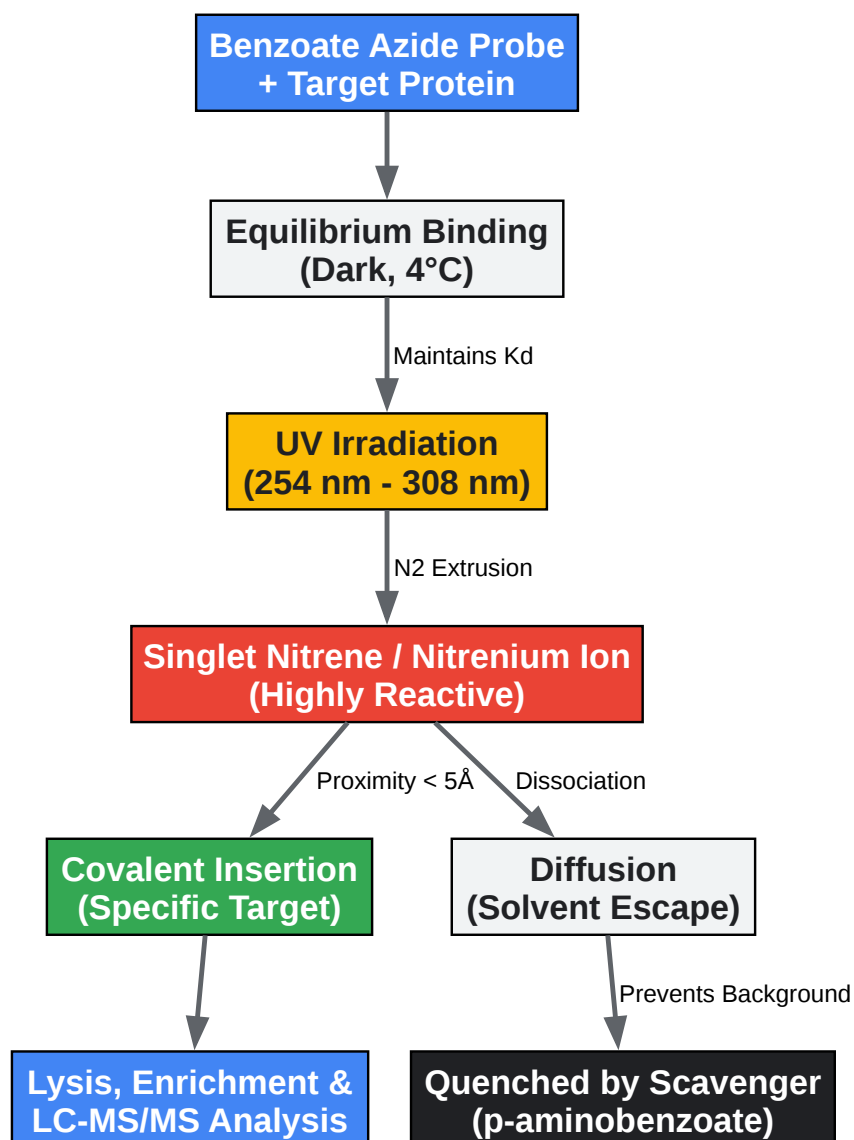 Benzoate Azide Probe
+ Target Protein
Equilibrium Binding
(Dark, 4°C)
Maintains Kd
UV Irradiation
(254 nm - 308 nm)
N2 Extrusion
Singlet Nitrene / Nitrenium Ion
(Highly Reactive)
Proximity < 5Å
Dissociation
Covalent Insertion
(Specific Target)
Diffusion
(Solvent Escape)
Prevents Background
Lysis, Enrichment &
LC-MS/MS Analysis
Quenched by Scavenger
(p-aminobenzoate)